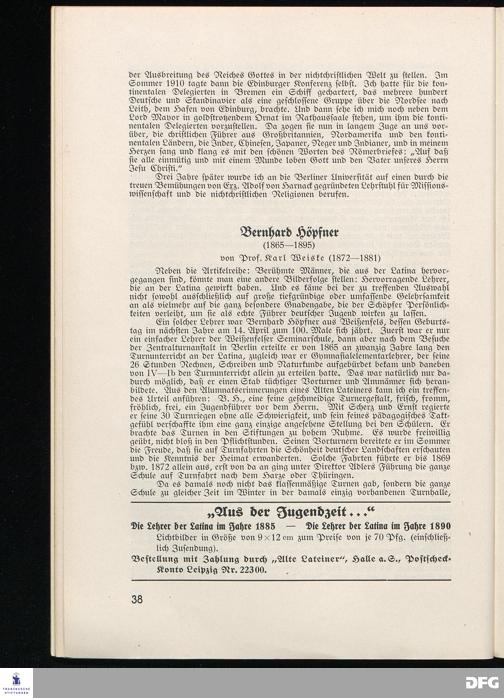 der Ausbreitung des Reiches Gottes in der nichtchristlichen Welt zu stellen. Im
Sommer 1910 tagte dann die Edinburger Konferenz selbst. Ich hatte für die kon-
tinentalen Delegierten in Bremen ein Schiff gechartert, das mehrere hundert
Deutsche und Skandinavier als eine geschlossene Gruppe über die Nordsee nach
Leith, dem Hafen von Edinburg, brachte. Und dann sehe ich mich noch neben dem
Lord Mayor in goldstrotzendem Ornat im Rathaussaale stehen, um ihm die konti-
nentalen Delegierten vorzustellen. Da zogen sie nun in langem Zuge an uns vor-
über, die christlichen Führer aus Großbritannien, Nordamerika und den konti-
nentalen Ländern, die Inder, Chinesen, Japaner, Neger und Indianer, und in meinem
Herzen sang und klang es mit den schönen Worten des Römerbriefes: „Auf daß
sie alle einmütig und mit einem Munde loben Gott und den Vater unseres Herrn
Jesu Christi.“
Drei Jahre später wurde ich an die Berliner Universität auf einen durch die
treuen Bemühungen von Erz. Adolf von Harnack gegründeten Lehrstuhl für Missions-
wissenschaft und die nichtchristlichen Religionen berufen.
Bernhard Höpfner
(1865—1895)
von Prof. Karl Weiske (1872—1881)
Neben die Artikelreihe: Berühmte Männer, die aus der Latina hervor-
gegangen sind, könnte man eine andere Bilderfolge stellen: Hervorragende Lehrer,
die an der Latina gewirkt haben. Und es käme bei der zu treffenden Auswahl
nicht sowohl ausschließlich auf große tiefgründige oder umfassende Gelehrsamkeit
an als vielmehr auf die ganz besondere Gnadengabe, die der Schöpfer Persönlich-
keiten verleiht, um sie als echte Führer deutscher Jugend wirken zu lassen.
Ein solcher Lehrer war Bernhard Höpfner aus Weißenfels, dessen Geburts-
tag im nächsten Jahre am 14. April zum 100. Male sich jährt. Zuerst war er nur
ein einfacher Lehrer der Weißenfelser Seminarschule, dann aber nach dem Besuche
der Zentralturnanstalt in Berlin erteilte er von 1865 an zwanzig Jahre lang den
Turnunterricht an der Latina, zugleich war er Gymnasialelementarlehrer, der seine
26 Stunden Rechnen, Schreiben und Naturkunde aufgebürdet bekam und daneben
von IV—Ib den Turnunterricht allein zu erteilen hatte. Das war natürlich nur da-
durch möglich, daß er einen Stab tüchtiger Vorturner und Anmänner sich heran-
bildete. Aus den Alumnatserinnerungen eines Alten Lateiners kann ich ein treffen-
des Urteil anführen: B. H., eine feine geschmeidige Turnergestalt, frisch, fromm,
fröhlich, frei, ein Jugendführer vor dem Herrn. Mit Scherz und Ernst regierte
er seine 30 Turnriegen ohne alle Schwierigkeit, und sein feines pädagogisches Takt-
gefühl verschaffte ihm eine ganz einzige angesehene Stellung bei den Schülern. Er
brachte das Turnen in den Stiftungen zu hohem Ruhme. Es wurde freiwillig
geübt, nicht bloß in den Pflichtstunden. Seinen Vorturnern bereitete er im Sommer
die Freude, daß sie auf Turnfahrten die Schönheit deutscher Landschaften erschauten
und die Kenntnis der Heimat erwanderten. Solche Fahrten führte er bis 1869
bzw. 1872 allein aus, erst von da an ging unter Direktor Adlers Führung die ganze
Schule auf Turnfahrt nach dem Harze oder Thüringen.
Da es damals noch nicht das klassenmäßige Turnen gab, sondern die ganze
Schule zu gleicher Zeit im Winter in der damals einzig vorhandenen Turnhalle,
„Aus der Jugendzeit...“
Die Lehrer der Latina im Jahre 1885 — Die Lehrer der Latina im Jahre 1890
Lichtbilder in Größe von 9×12 cm zum Preise von je 70 Pfg. (einschließ-
lich Zusendung).
Bestellung mit Zahlung durch „Alte Lateiner“, Halle a. S., Postscheck-
Konto Leipzig Nr. 22300.
38
FRANCKESCHE
STIFTUNGEN
DFG